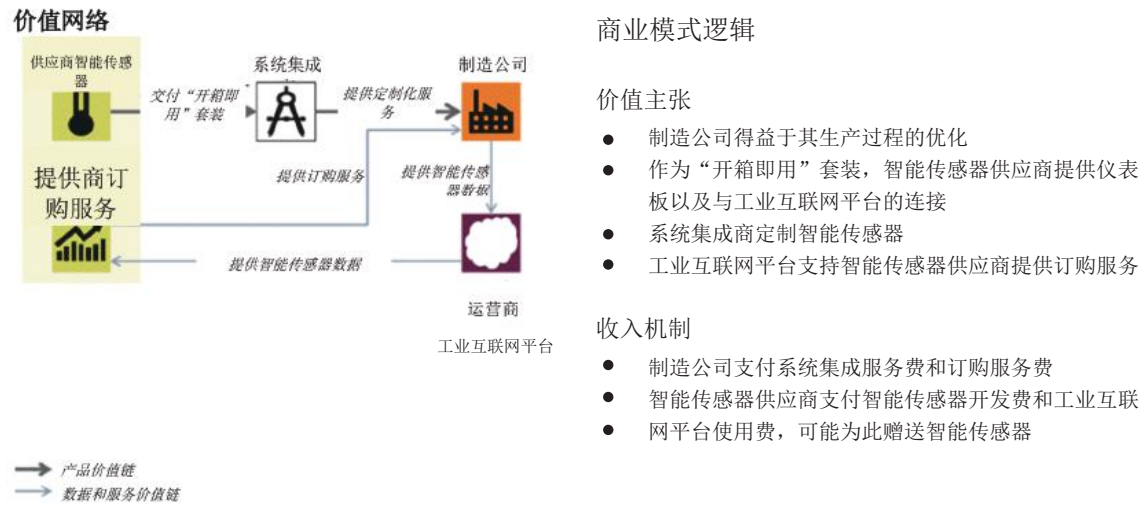 价值网络
供应商智能传感
器
交付“开箱即
用”套装
系统集成
提供定制化服
务
制造公司
提供商订
购服务
提供订购服务
提供智能传感
器数据
提供智能传感器数据
运营商
工业互联网平台
产品价值链
数据和服务价值链
商业模式逻辑
价值主张
● 制造公司得益于其生产过程的优化
● 作为“开箱即用”套装，智能传感器供应商提供仪表
板以及与工业互联网平台的连接
● 系统集成商定制智能传感器
● 工业互联网平台支持智能传感器供应商提供订购服务
收入机制
● 制造公司支付系统集成服务费和订购服务费
● 智能传感器供应商支付智能传感器开发费和工业互联
● 网平台使用费，可能为此赠送智能传感器